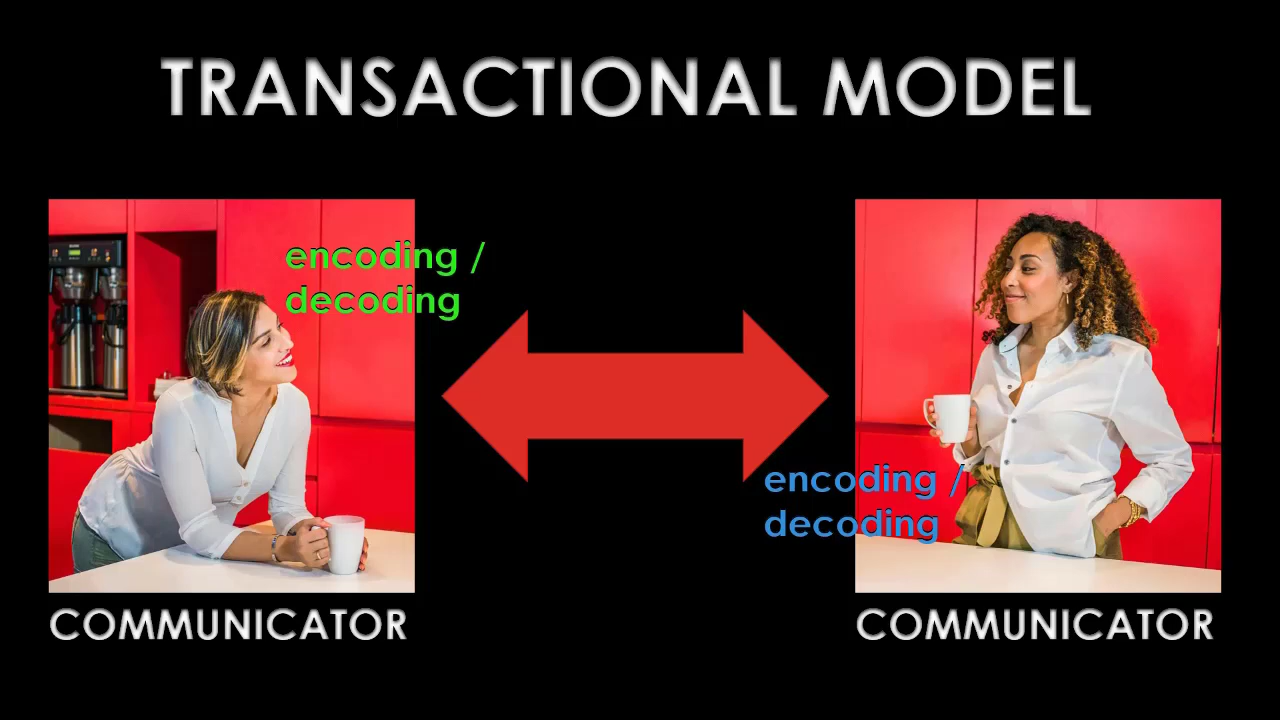 TRANSACTIONAL MODEL
encoding /
decoding
encoding /
decoding
COMMUNICATOR
COMMUNICATOR